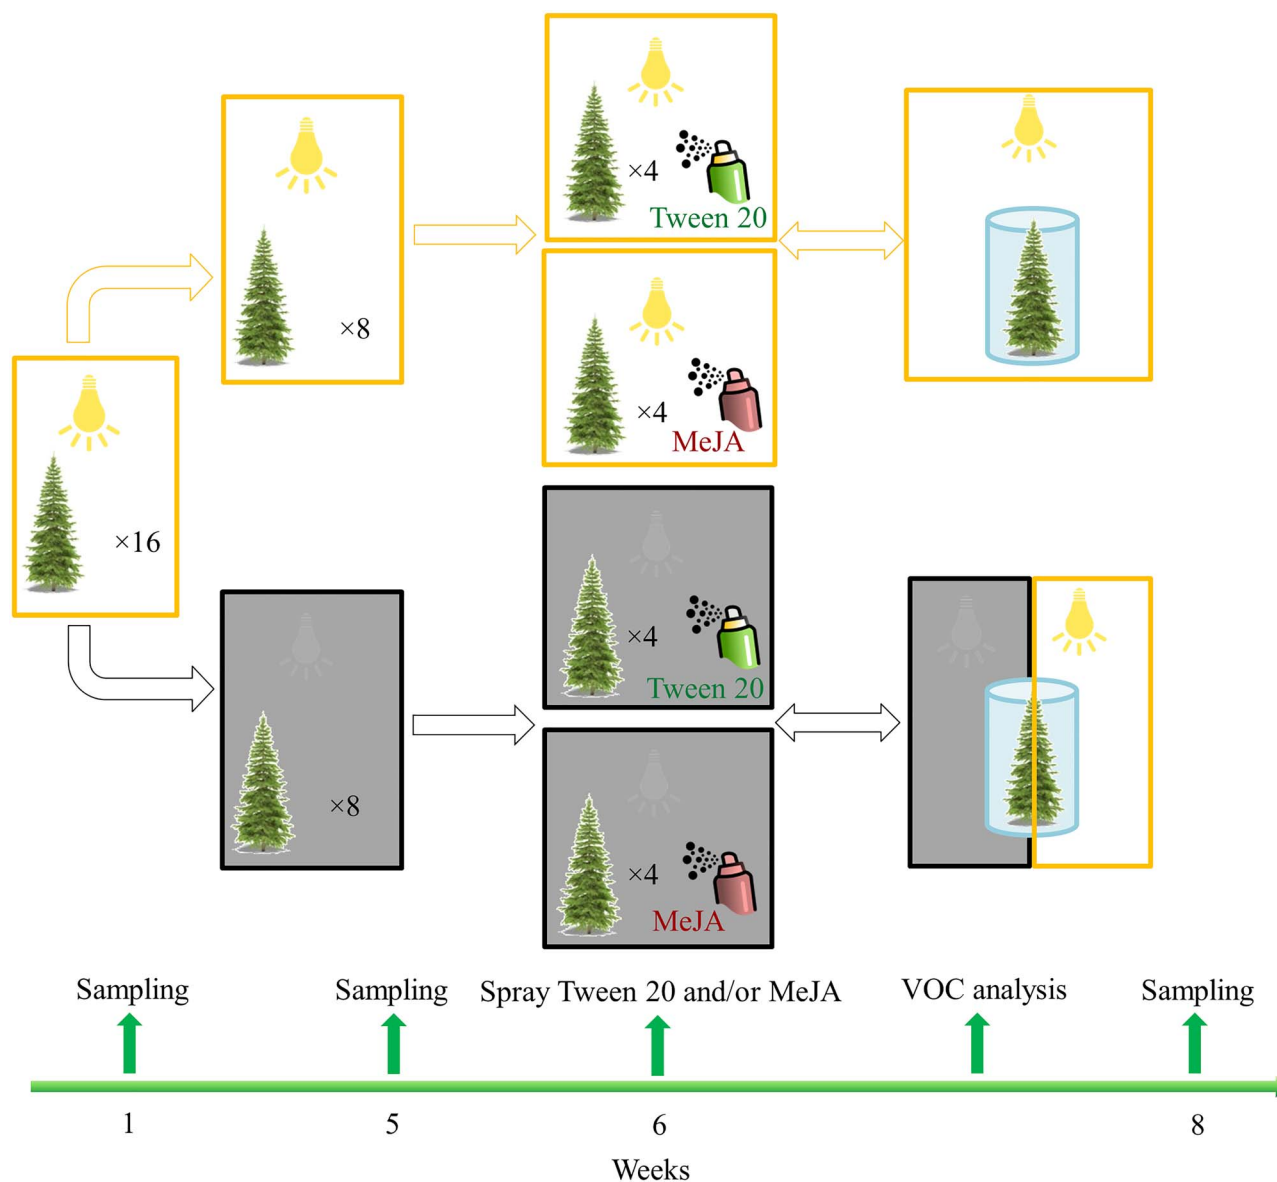 ×4
Tween 20
×8
×4
MeJA
×16
×4
Tween 20
×8
×4
MeJA
Sampling
Sampling
Spray Tween 20 and/or MeJA
VOC analysis
Sampling
1
5
6
8
Weeks